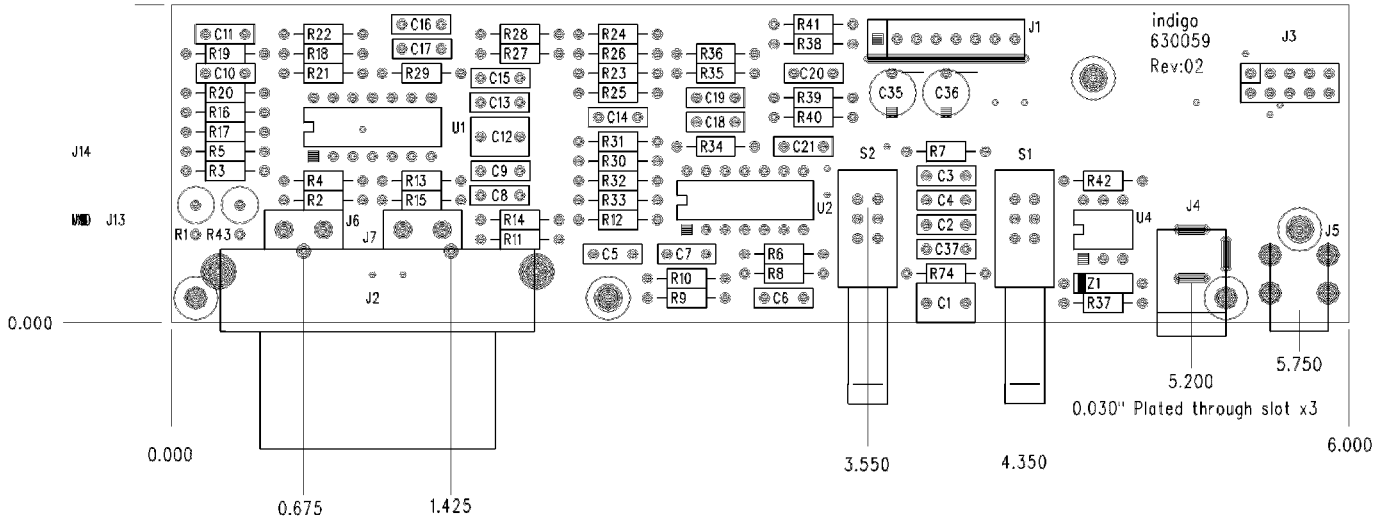 C16
R41
C11 R22 R28 R24 J1 indigo
R38 630059 J3
R19 R18 C17 R27 R26 R36 Rev:02
C10 R21 R29 C15 R23 R35 C20
R20 C13 R25 C19 R39 C35 C36
R16 U1 C14 C18 R40
R17 C12
R5 R31 R34 C21 S2 R7 S1
J14
R3 C9 R30 C3
R4 R13 R32 R42
R2 R15 C8 R33 U2 C4 J4
J13 J6 R14 R12 C2 U4 J5
R1 R43 J7 R11
C5 C7 R6 C37
J2 R10 R8 R74 Z1
R9 C6 C1 R37
0.000
5.750
5.200
0.030" Plated through slot x3
0.000 3.550 4.350 6.000
0.675 1.425